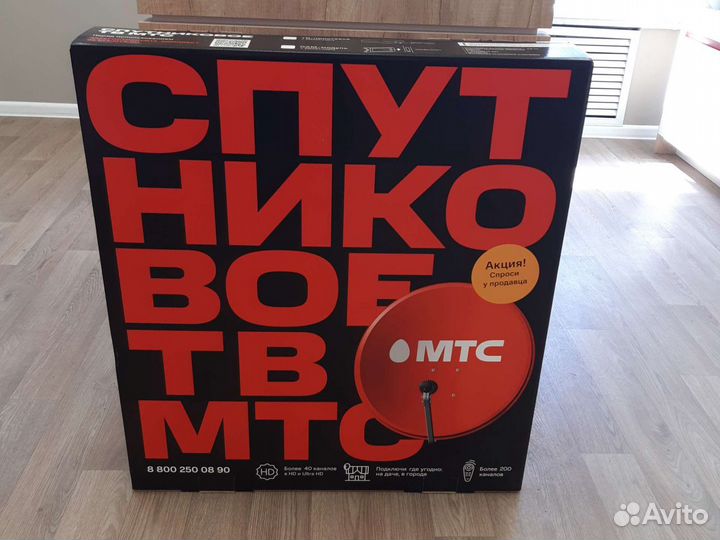 СПУТ
НИКО
ВОЕ
ТВ
МТС
Акция!
Спроси
у продавца
МТС
8 800 250 08 90
HD
Более 40 каналов
в HD и Ultra HD
Подключи где угодно:
на даче, в городе
Более 200
каналов
Avito